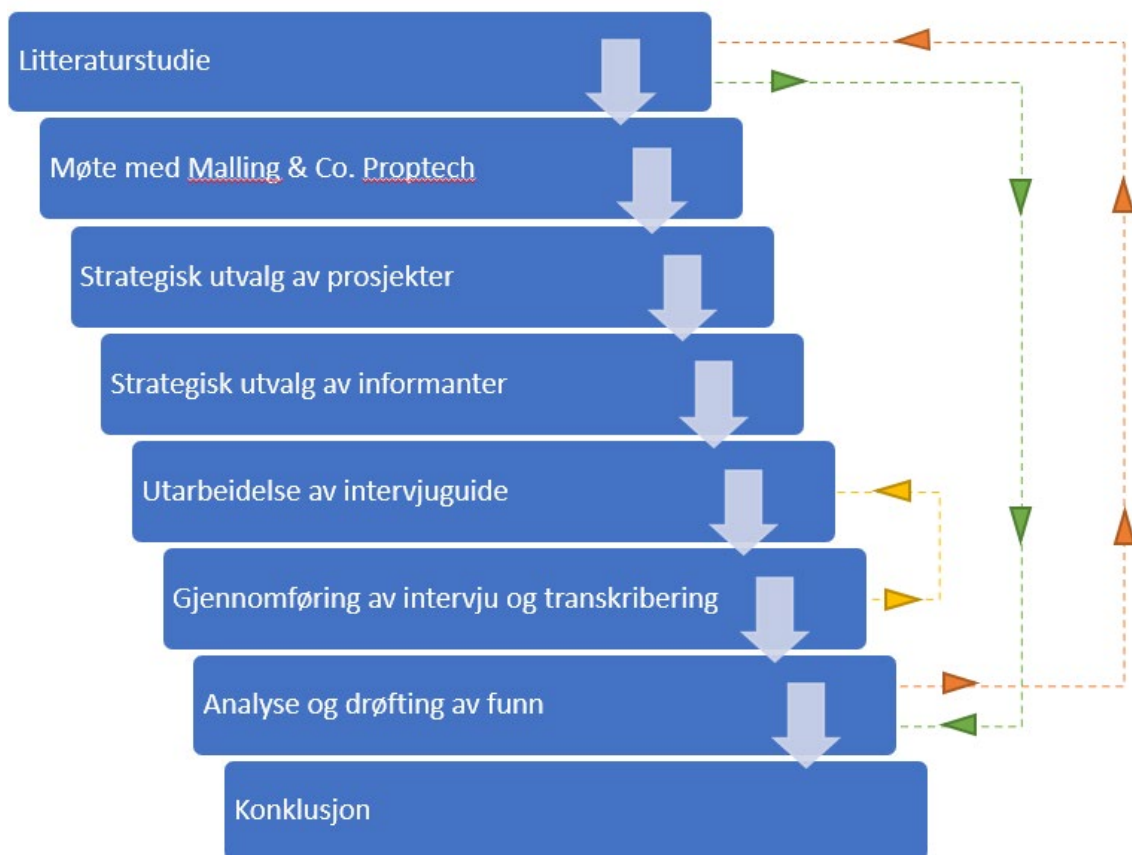 Litteraturstudie
Møte med Malling & Co. Proptech
Strategisk utvalg av prosjekter
Strategisk utvalg av informanter
Utarbeidelse av intervjuguide
Gjennomføring av intervju og transkribering
Analyse og drøfting av funn
Konklusjon